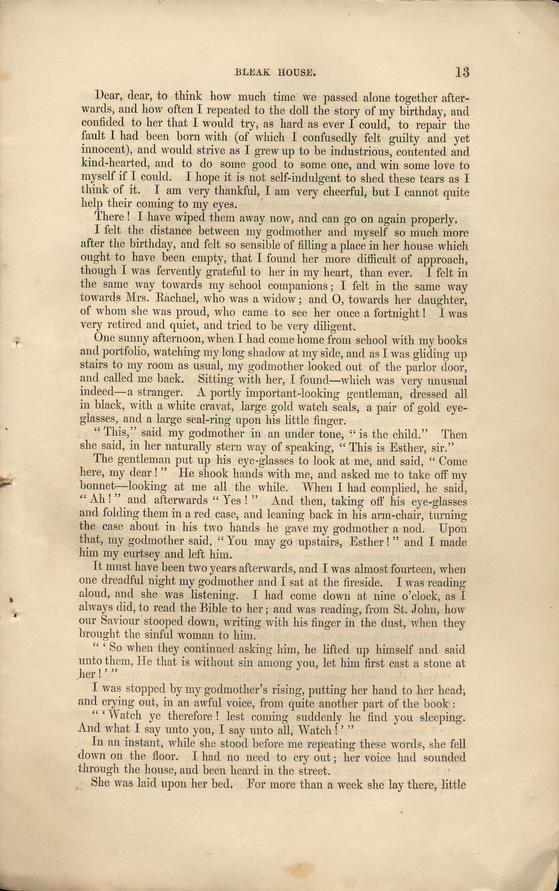 BLEAK HOUSE. 13
Dear, dear, to think how much time we passed alone together after-
wards, and how often I repeated to the doll the story of my birthday, and
confided to her that I would try, as hard as ever I could, to repair the
fault I had been born with (of which I confusedly felt guilty and yet
innocent), and would strive as I grew up to be industrious, contented and
kind-hearted, and to do some good to some one, and win some love to
myself if I could. I hope it is not self-indulgent to shed these tears as I
think of it. I am very thankful, I am very cheerful, but I cannot quite
help their coming to my eyes.
There! I have wiped them away now, and can go on again properly.
I felt the distance between my godmother and myself so much more
after the birthday, and felt so sensible of filling a place in her house which
ought to have been empty, that I found her more difficult of approach,
though I was fervently grateful to her in my heart, than ever. I felt in
the same way towards my school companions; I felt in the same way
towards Mrs. Rachael, who was a widow; and O, towards her daughter,
of whom she was proud, who came to see her once a fortnight! I was
very retired and quiet, and tried to be very diligent.
One sunny afternoon, when I had come home from school with my books
and portfolio, watching my long shadow at my side, and as I was gliding up
stairs to my room as usual, my godmother looked out of the parlor door,
and called me back. Sitting with her, I found—which was very unusual
indeed—a stranger. A portly important-looking gentleman, dressed all
in black, with a white cravat, large gold watch seals, a pair of gold eye-
glasses, and a large seal-ring upon his little finger.
“This,” said my godmother in an under tone, “is the child.” Then
she said, in her naturally stern way of speaking, “This is Esther, sir.”
The gentleman put up his eye-glasses to look at me, and said, “Come
here, my dear!” He shook hands with me, and asked me to take off my
bonnet—looking at me all the while. When I had complied, he said,
“Ah!” and afterwards “Yes!” And then, taking off his eye-glasses
and folding them in a red case, and leaning back in his arm-chair, turning
the case about in his two hands he gave my godmother a nod. Upon
that, my godmother said, “You may go upstairs, Esther!” and I made
him my curtsey and left him.
It must have been two years afterwards, and I was almost fourteen, when
one dreadful night my godmother and I sat at the fireside. I was reading
aloud, and she was listening. I had come down at nine o’clock, as I
always did, to read the Bible to her; and was reading, from St. John, how
our Saviour stooped down, writing with his finger in the dust, when they
brought the sinful woman to him.
“‘So when they continued asking him, he lifted up himself and said
unto them, He that is without sin among you, let him first cast a stone at
her!’”
I was stopped by my godmother’s rising, putting her hand to her head,
and crying out, in an awful voice, from quite another part of the book:
“‘Watch ye therefore! lest coming suddenly he find you sleeping.
And what I say unto you, I say unto all, Watch!’”
In an instant, while she stood before me repeating these words, she fell
down on the floor. I had no need to cry out; her voice had sounded
through the house, and been heard in the street.
She was laid upon her bed. For more than a week she lay there, little